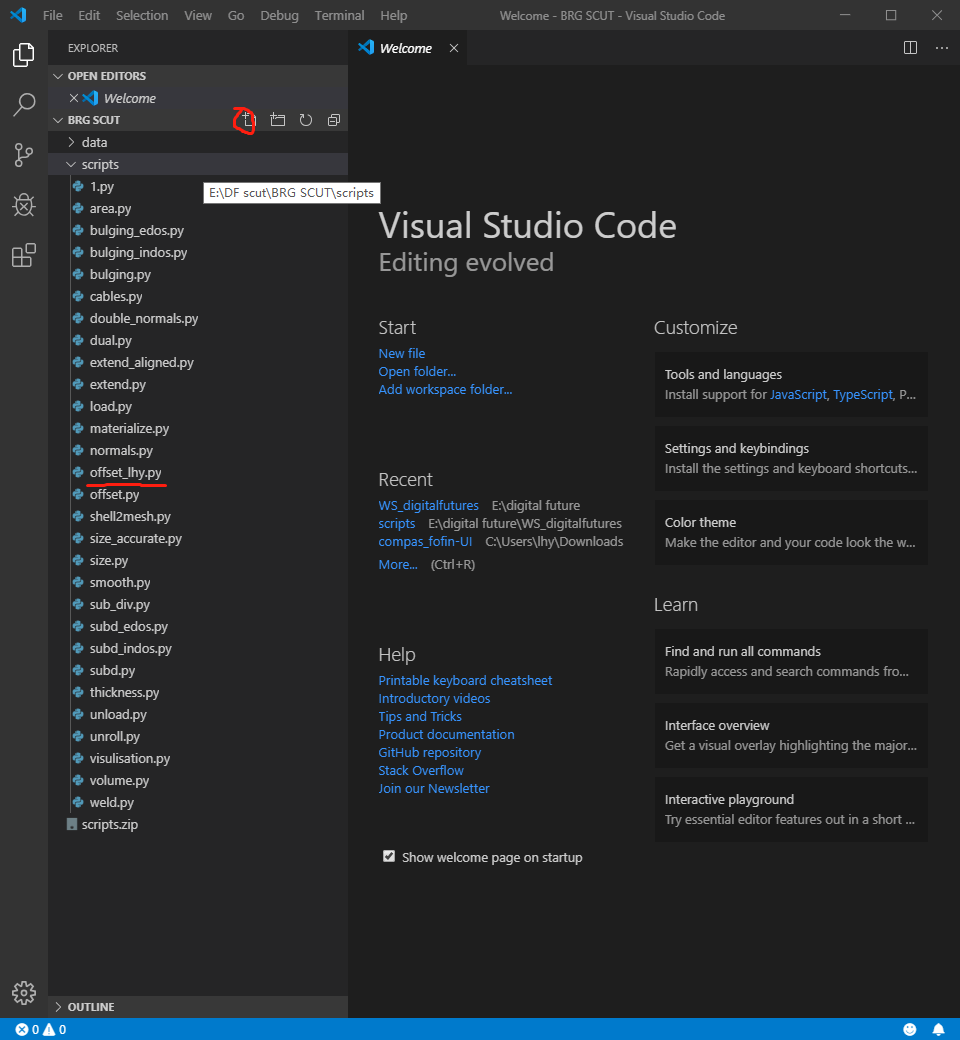 File Edit Selection View Go Debug Terminal Help Welcome - BRG SCUT - Visual Studio Code
EXPLORER
Welcome
OPEN EDITORS
Welcome
BRG SCUT
data
scripts
E:\DF scut\BRG SCUT\scripts
1.py
area.py
bulging_edos.py
bulging_indos.py
bulging.py
cables.py
double_normals.py
dual.py
extend_aligned.py
extend.py
load.py
materialize.py
normals.py
offset_lhy.py
offset.py
shell2mesh.py
size_accurate.py
size.py
smooth.py
sub_div.py
subd_edos.py
subd_indos.py
subd.py
thickness.py
unload.py
unroll.py
visulisation.py
volume.py
weld.py
scripts.zip
OUTLINE
Visual Studio Code
Editing evolved
Start
New file
Open folder...
Add workspace folder...
Recent
WS_digitalfutures E:\digital future
scripts E:\digital future\WS_digitalfutures
compas_fofin-UI C:\Users\lhy\Downloads
More... (Ctrl+R)
Help
Printable keyboard cheatsheet
Introductory videos
Tips and Tricks
Product documentation
GitHub repository
Stack Overflow
Join our Newsletter
Show welcome page on startup
Customize
Tools and languages
Install support for JavaScript, TypeScript, P...
Settings and keybindings
Install the settings and keyboard shortcuts...
Color theme
Make the editor and your code look the w...
Learn
Find and run all commands
Rapidly access and search commands fro...
Interface overview
Get a visual overlay highlighting the major...
Interactive playground
Try essential editor features out in a short ...
0 0